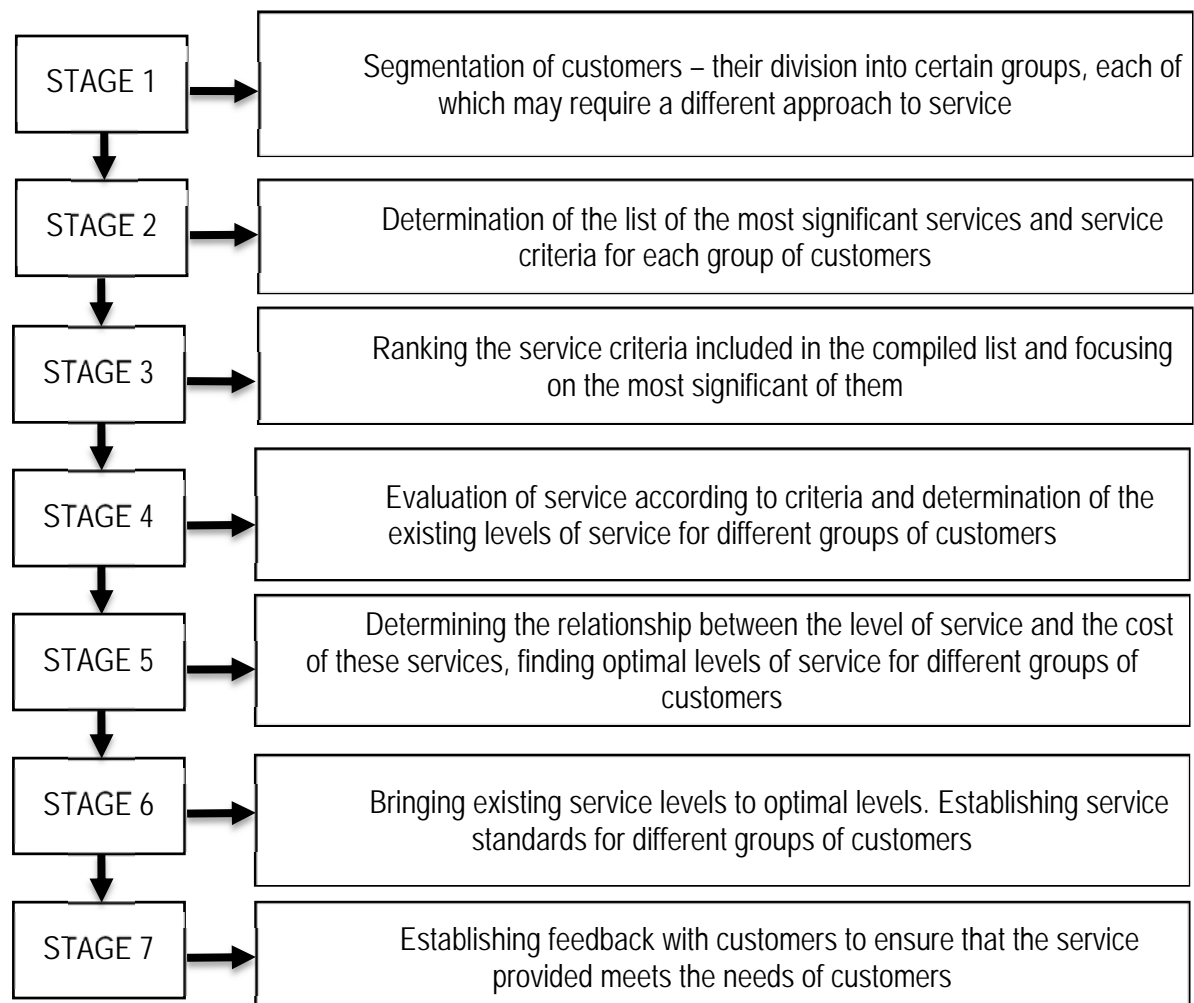 STAGE 1
Segmentation of customers – their division into certain groups, each of
which may require a different approach to service
STAGE 2
Determination of the list of the most significant services and service
criteria for each group of customers
STAGE 3
Ranking the service criteria included in the compiled list and focusing
on the most significant of them
STAGE 4
Evaluation of service according to criteria and determination of the
existing levels of service for different groups of customers
STAGE 5
Determining the relationship between the level of service and the cost
of these services, finding optimal levels of service for different groups of
customers
STAGE 6
Bringing existing service levels to optimal levels. Establishing service
standards for different groups of customers
STAGE 7
Establishing feedback with customers to ensure that the service
provided meets the needs of customers